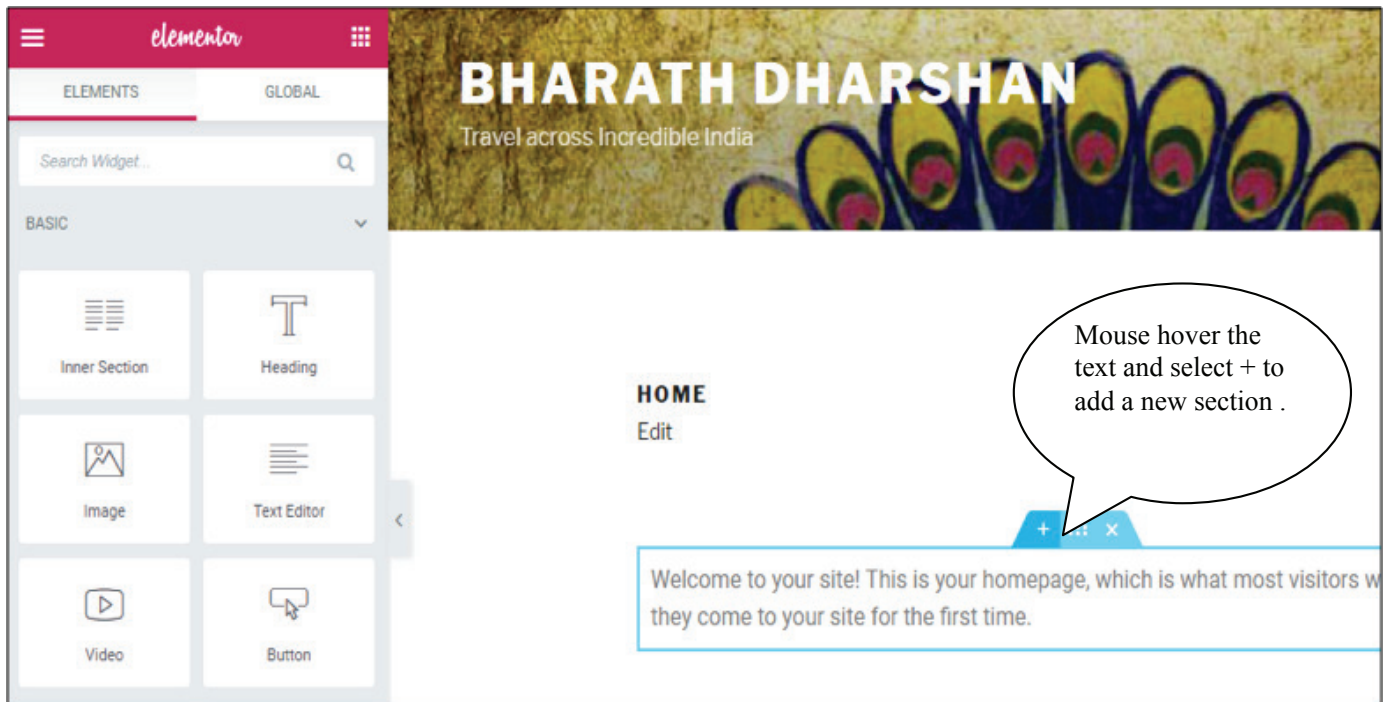 elementor
ELEMENTS GLOBAL
Search Widget...
BASIC
Inner Section Heading
Image Text Editor
Video Button
BHARATH DHARSHAN
Travel across Incredible India
Mouse hover the
text and select + to
add a new section .
HOME
Edit
+ x
Welcome to your site! This is your homepage, which is what most visitors w
they come to your site for the first time.